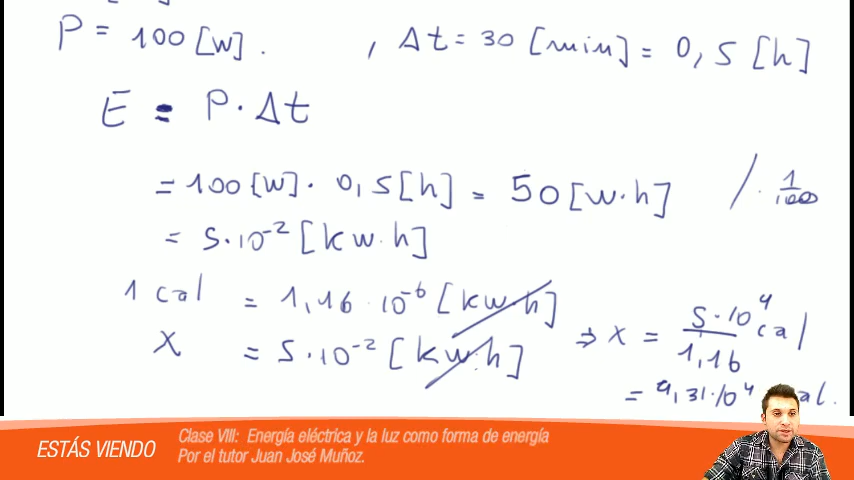 P = 100 [W] . , Δt = 30 [min] = 0,5 [h]
E = P · Δt
= 100 [W] · 0,5 [h] = 50 [W·h] / · 1/100
= 5·10⁻² [kW·h]
1 cal = 1,16 · 10⁻⁶ [kW·h]
X = 5·10⁻² [kW·h] ⇒ X = 5·10⁴/1,16 cal
= 4,31·10⁴ al.
ESTÁS VIENDO
Clase VIII: Energía eléctrica y la luz como forma de energía
Por el tutor Juan José Muñoz.